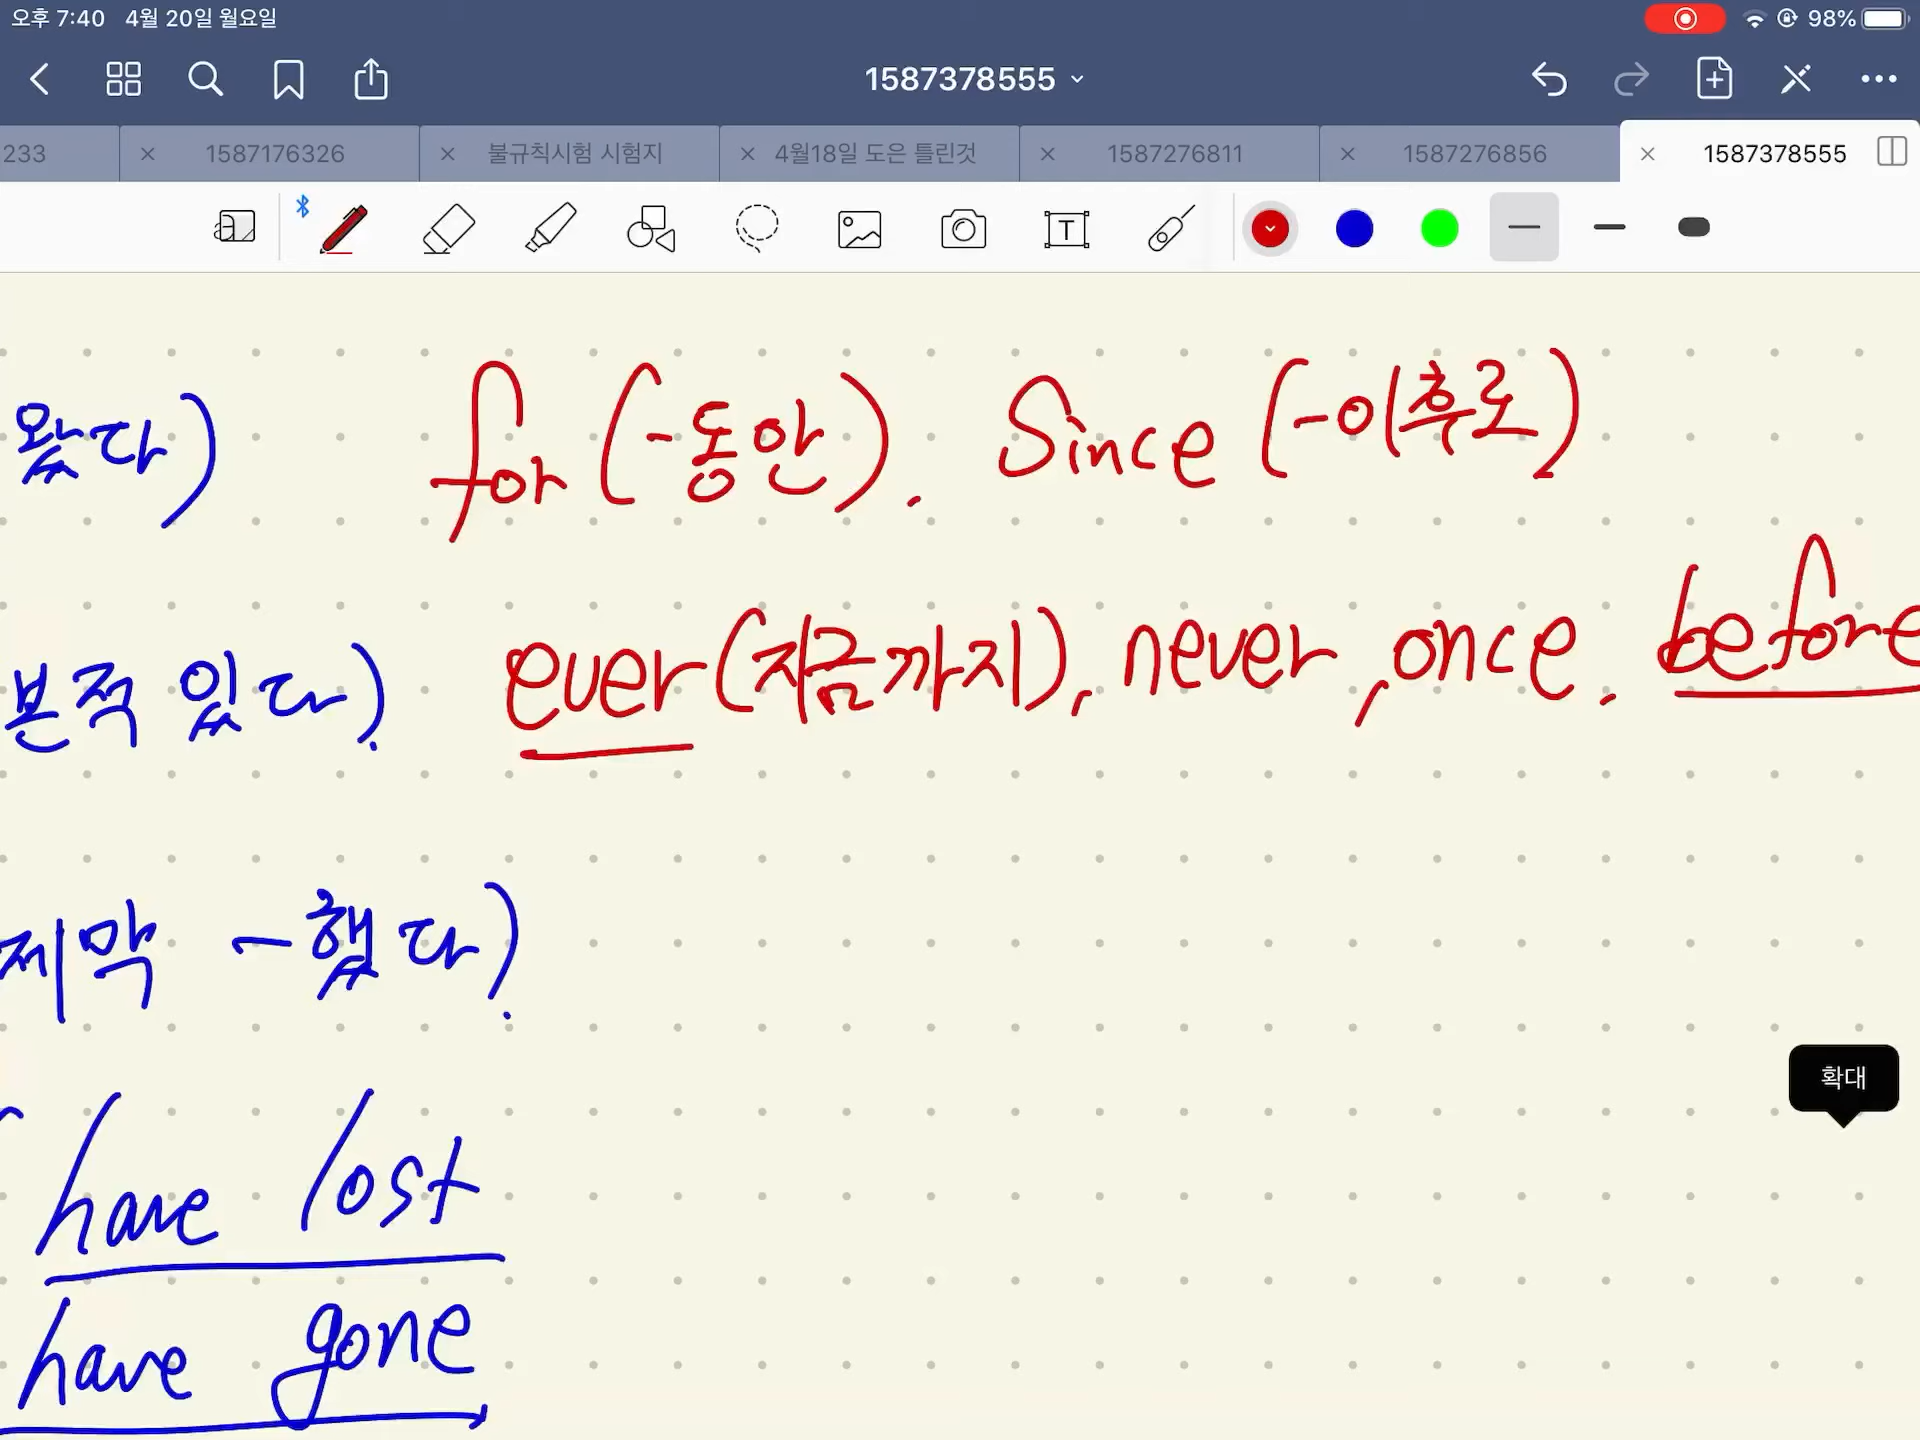 오후 7:40 4월 20일 월요일 98%
1587378555
233 1587176326 불규칙시험 시험지 4월18일 도은 틀린것 1587276811 1587276856 1587378555
왔다) for (-동안). Since (-이후로)
본적 있다). ever (지금까지), never, once. before
제막 -했다).
확대
have lost
have gone